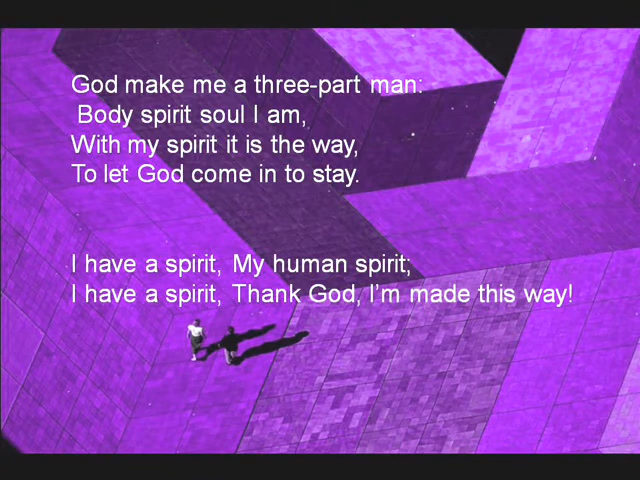 God make me a three-part man:
Body spirit soul I am,
With my spirit it is the way,
To let God come in to stay.
I have a spirit, My human spirit;
I have a spirit, Thank God, I'm made this way!